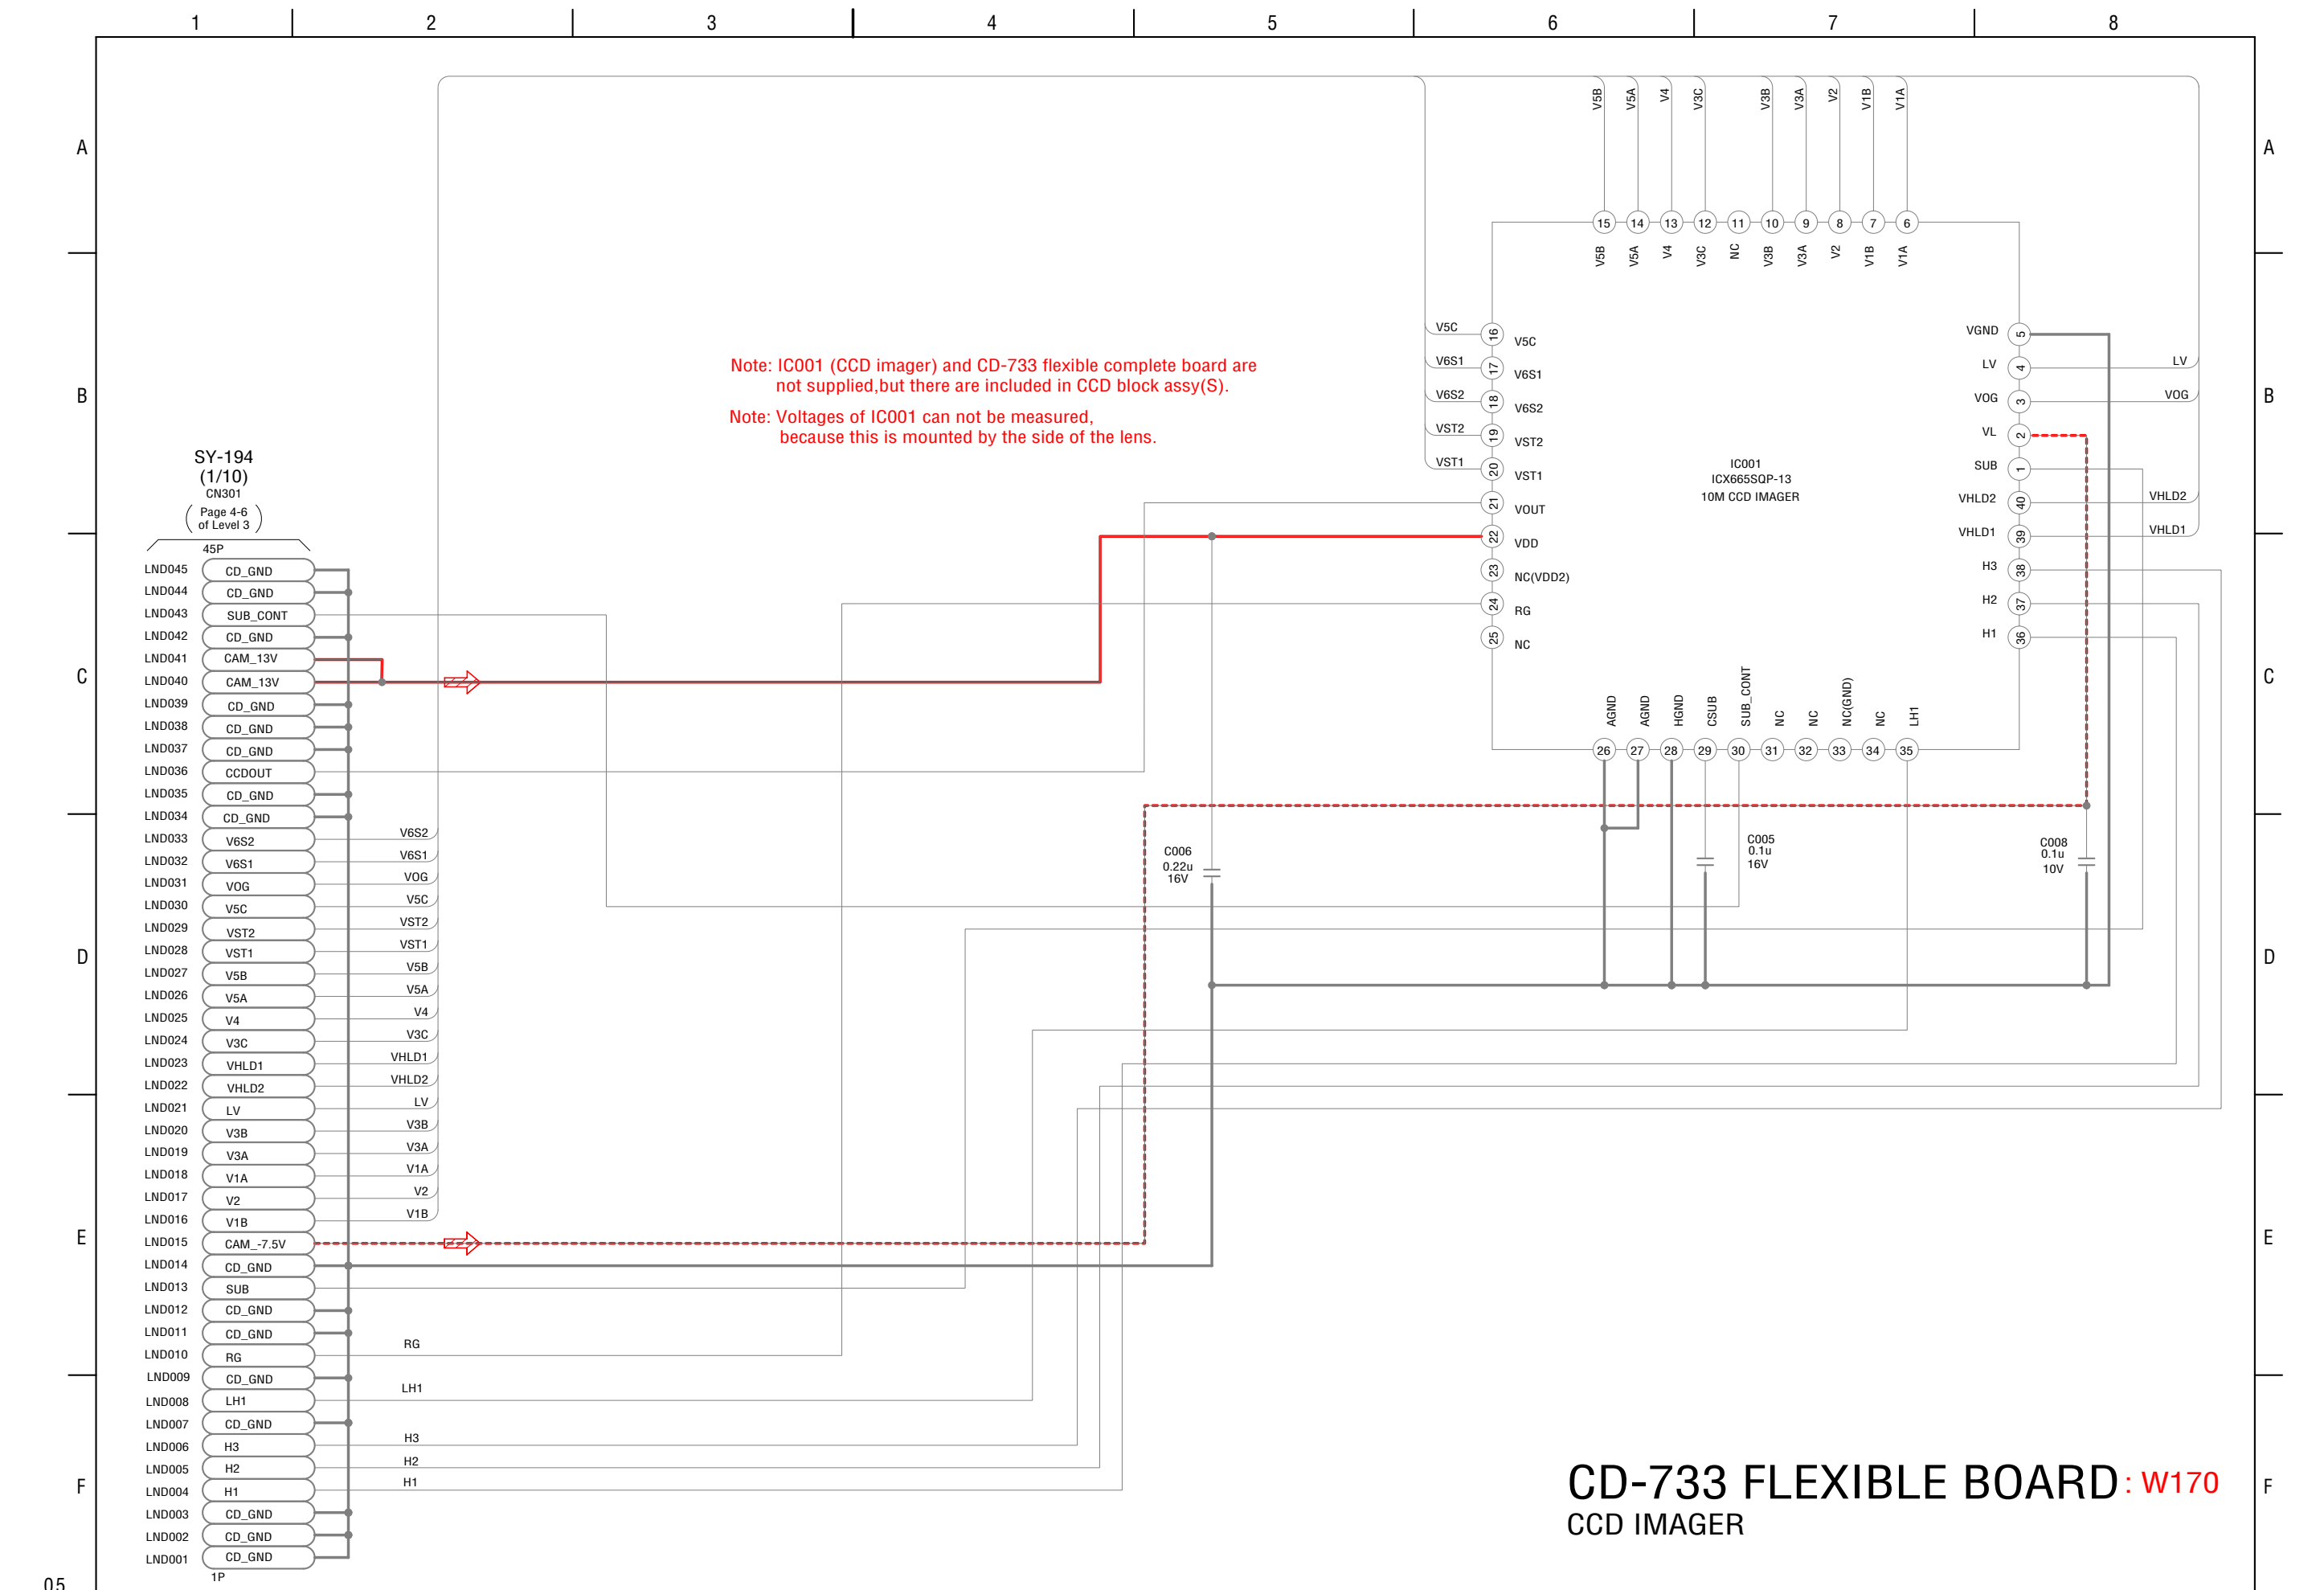 1 2 3 4 5 6 7 8
A
B
C
D
E
F
A
B
C
D
E
F
V5B V5A V4 V3C V3B V3A V2 V1B V1A
15 14 13 12 11 10 9 8 7 6
V5B V5A V4 V3C NC V3B V3A V2 V1B V1A
V5C 16 V5C
V6S1 17 V6S1
V6S2 18 V6S2
VST2 19 VST2
VST1 20 VST1
21 VOUT
22 VDD
23 NC(VDD2)
24 RG
25 NC
VGND 5
LV 4 LV
VOG 3 VOG
VL 2
SUB 1
VHLD2 40 VHLD2
VHLD1 39 VHLD1
H3 38
H2 37
H1 36
IC001
ICX665SQP-13
10M CCD IMAGER
AGND AGND HGND CSUB SUB_CONT NC NC NC(GND) NC LH1
26 27 28 29 30 31 32 33 34 35
Note: IC001 (CCD imager) and CD-733 flexible complete board are
not supplied,but there are included in CCD block assy(S).
Note: Voltages of IC001 can not be measured,
because this is mounted by the side of the lens.
C006
0.22u
16V
C005
0.1u
16V
C008
0.1u
10V
SY-194
(1/10)
CN301
Page 4-6
of Level 3
45P
LND045 CD_GND
LND044 CD_GND
LND043 SUB_CONT
LND042 CD_GND
LND041 CAM_13V
LND040 CAM_13V
LND039 CD_GND
LND038 CD_GND
LND037 CD_GND
LND036 CCDOUT
LND035 CD_GND
LND034 CD_GND
LND033 V6S2 V6S2
LND032 V6S1 V6S1
LND031 VOG VOG
LND030 V5C V5C
LND029 VST2 VST2
LND028 VST1 VST1
LND027 V5B V5B
LND026 V5A V5A
LND025 V4 V4
LND024 V3C V3C
LND023 VHLD1 VHLD1
LND022 VHLD2 VHLD2
LND021 LV LV
LND020 V3B V3B
LND019 V3A V3A
LND018 V1A V1A
LND017 V2 V2
LND016 V1B V1B
LND015 CAM_-7.5V
LND014 CD_GND
LND013 SUB
LND012 CD_GND
LND011 CD_GND
LND010 RG RG
LND009 CD_GND
LND008 LH1 LH1
LND007 CD_GND
LND006 H3 H3
LND005 H2 H2
LND004 H1 H1
LND003 CD_GND
LND002 CD_GND
LND001 CD_GND
1P
CD-733 FLEXIBLE BOARD : W170
CCD IMAGER
05